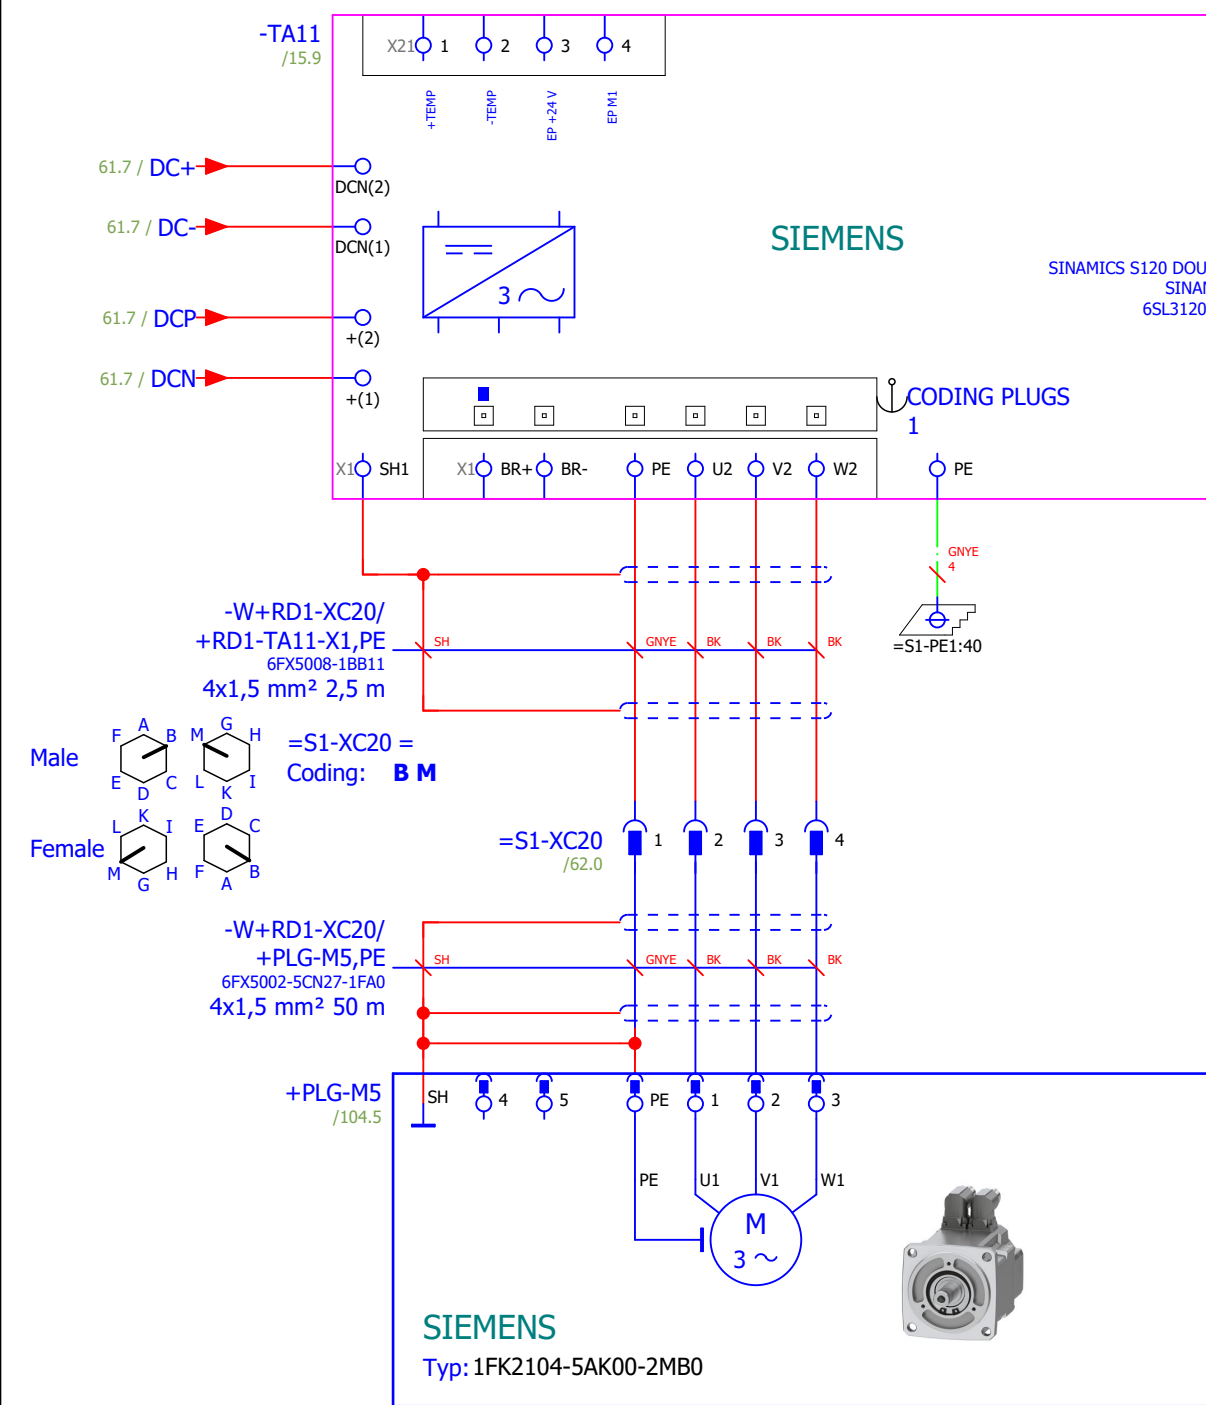 -TA11
/15.9
X21 1 2 3 4
+TEMP
-TEMP
EP +24 V
EP M1
61.7 / DC+
DCN(2)
61.7 / DC-
DCN(1)
SIEMENS
SINAMICS S120 DOU
SINA
6SL3120
3
61.7 / DCP
+(2)
61.7 / DCN
+(1)
CODING PLUGS
1
X1 SH1 X1 BR+ BR- PE U2 V2 W2 PE
GNYE
4
=S1-PE1:40
-W+RD1-XC20/
+RD1-TA11-X1,PE
6FX5008-1BB11
4x1,5 mm² 2,5 m
SH GNYE BK BK BK
Male
A B C D E F
G H I K L M
=S1-XC20 =
Coding: B M
Female
K I H G M L
D C B A F E
=S1-XC20
/62.0
1 2 3 4
-W+RD1-XC20/
+PLG-M5,PE
6FX5002-5CN27-1FA0
4x1,5 mm² 50 m
SH GNYE BK BK BK
+PLG-M5
/104.5
SH 4 5 PE 1 2 3
PE U1 V1 W1
M
3
SIEMENS
Typ: 1FK2104-5AK00-2MB0